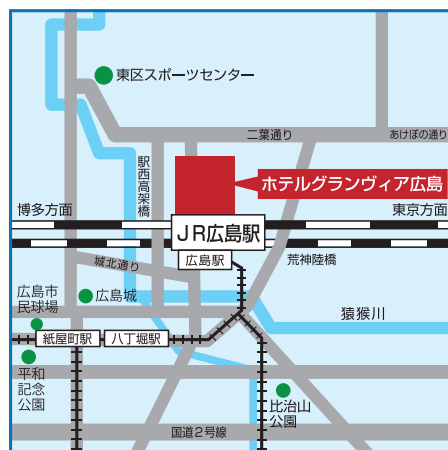 東区スポーツセンター
二葉通り
あけぼの通り
駅西高架橋
ホテルグランヴィア広島
博多方面
東京方面
JR広島駅
広島駅
城北通り
荒神陸橋
広島市
民球場
広島城
猿猴川
紙屋町駅
八丁堀駅
平和
記念
公園
比治山
公園
国道2号線